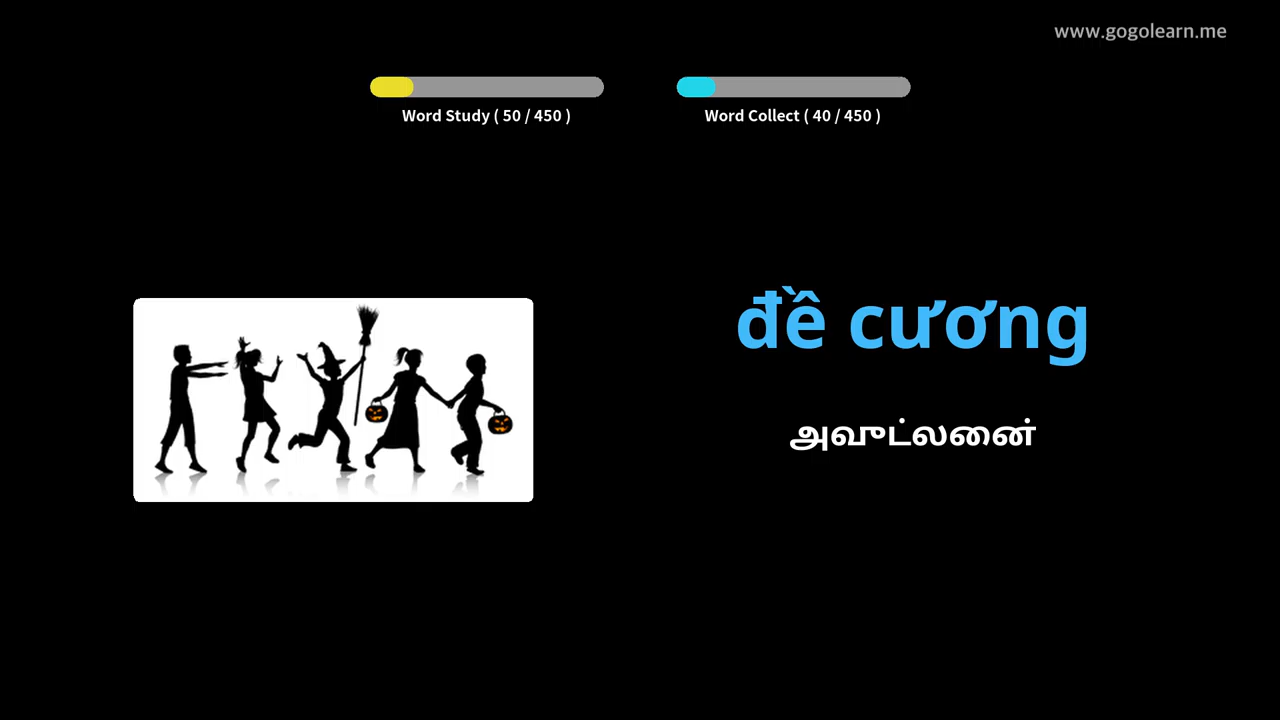 www.gogolearn.me
Word Study ( 50 / 450 )
Word Collect ( 40 / 450 )
đề cương
அவுட்லனைன்